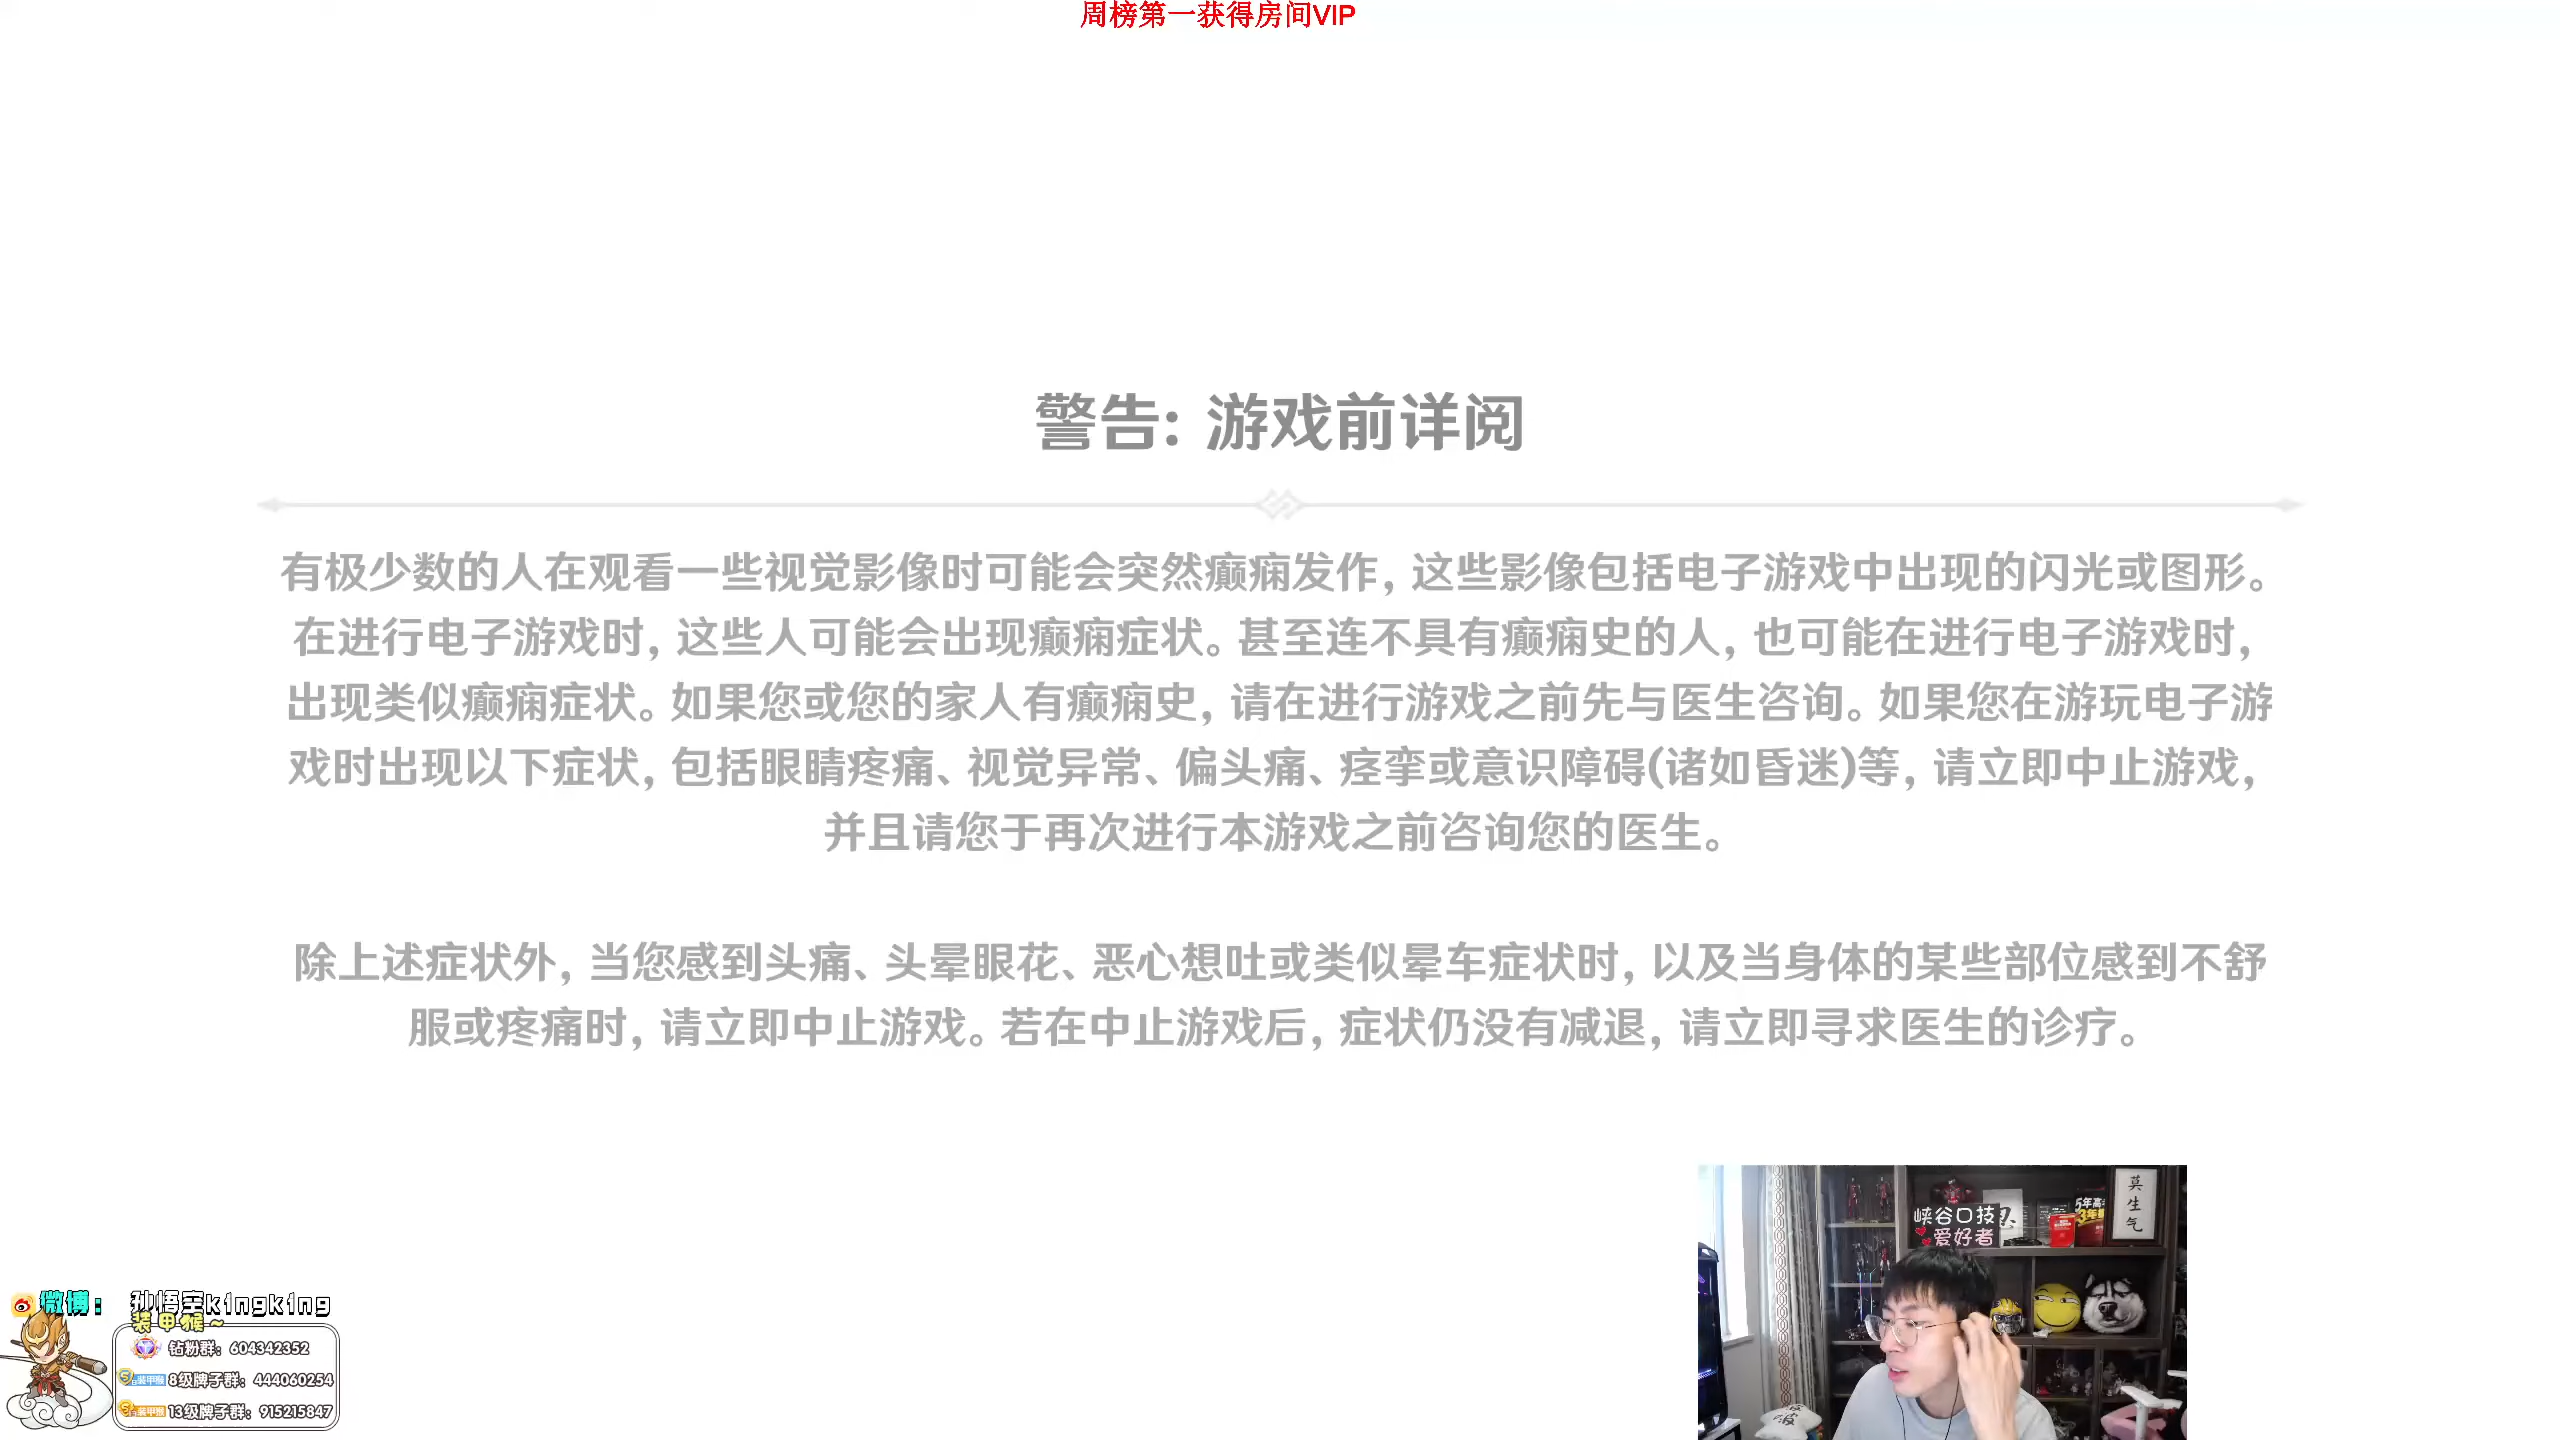 周榜第一获得房间VIP
警告：游戏前详阅
有极少数的人在观看一些视觉影像时可能会突然癫痫发作，这些影像包括电子游戏中出现的闪光或图形。
在进行电子游戏时，这些人可能会出现癫痫症状。甚至连不具有癫痫史的人，也可能在进行电子游戏时，
出现类似癫痫症状。如果您或您的家人有癫痫史，请在进行游戏之前先与医生咨询。如果您在游玩电子游
戏时出现以下症状，包括眼睛疼痛、视觉异常、偏头痛、痉挛或意识障碍(诸如昏迷)等，请立即中止游戏，
并且请您于再次进行本游戏之前咨询您的医生。
除上述症状外，当您感到头痛、头晕眼花、恶心想吐或类似晕车症状时，以及当身体的某些部位感到不舒
服或疼痛时，请立即中止游戏。若在中止游戏后，症状仍没有减退，请立即寻求医生的诊疗。
莫生气
峡谷口技
爱好者
微博： 孙悟空kingking
装甲猴~
钻粉群：604342352
装甲猴 8级牌子群：444060254
装甲猴 13级牌子群：915215847